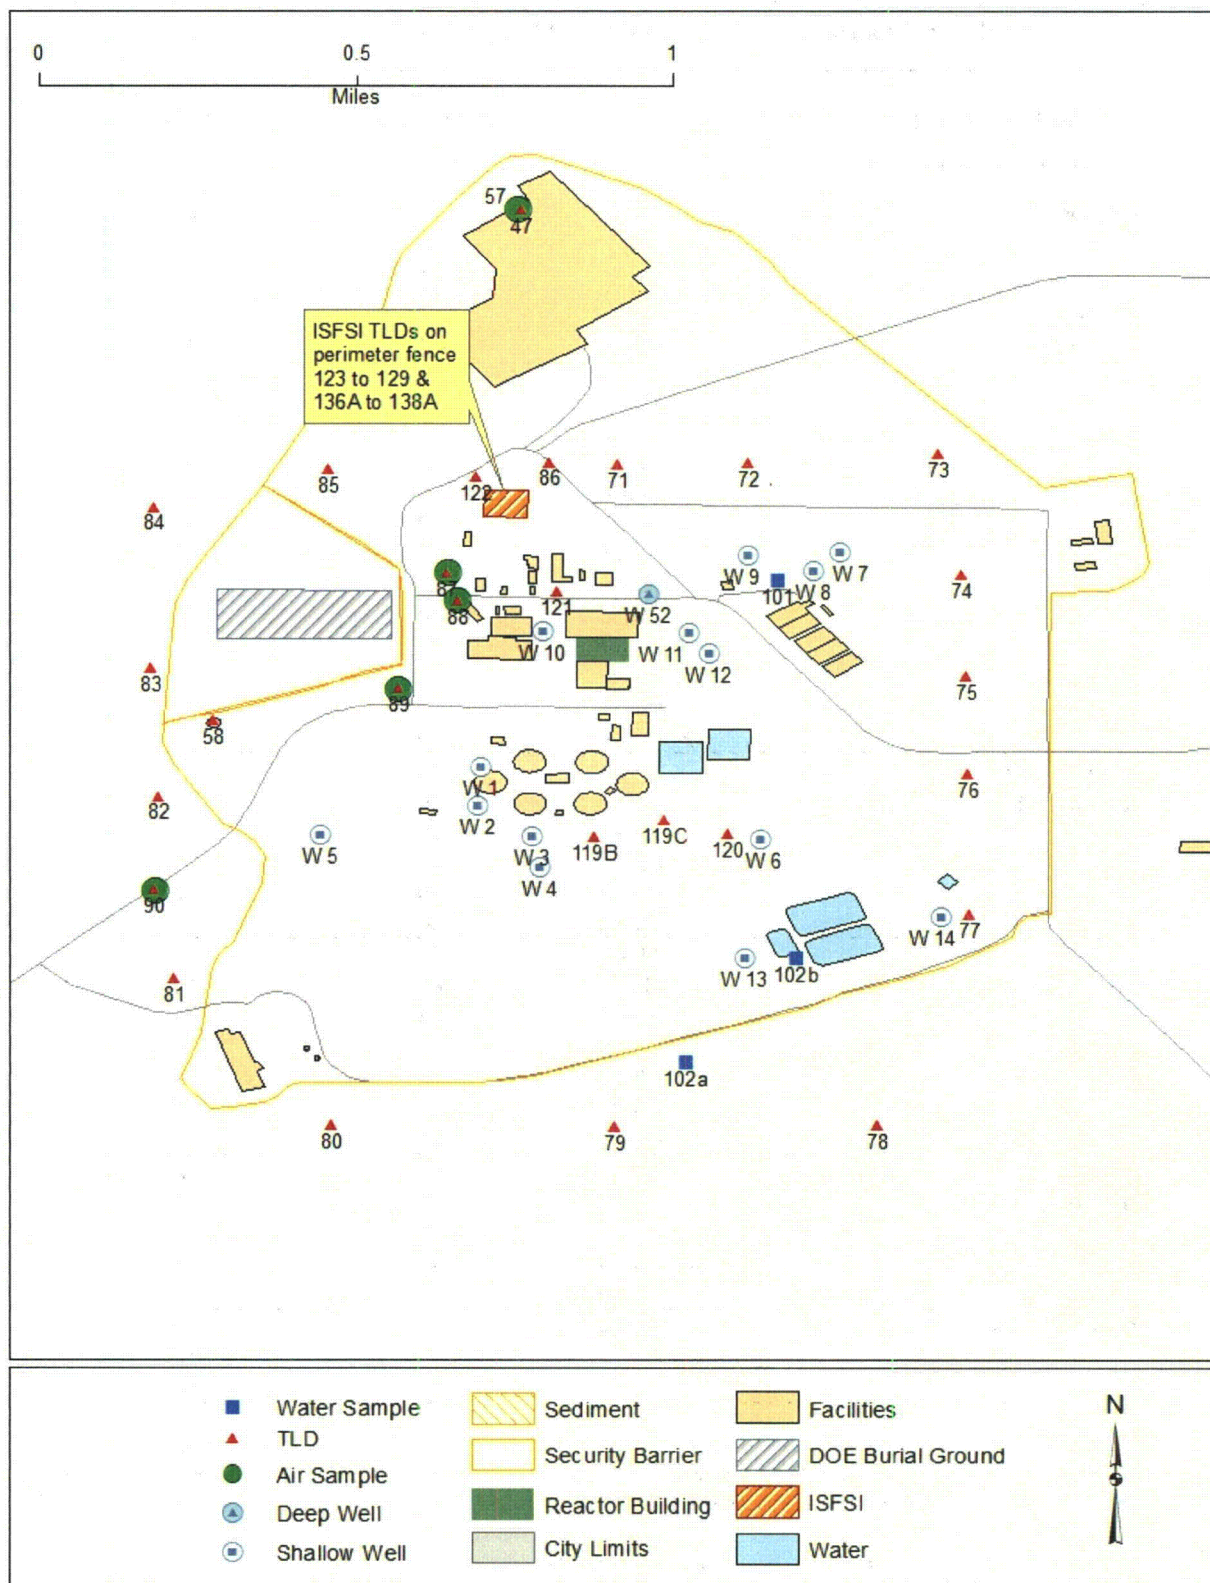 0 0.5 1
Miles
57
47
ISFSI TLDs on
perimeter fence
123 to 129 &
136A to 138A
85
122
86
71
72
73
84
87
88
121
W 52
W 9
101
W 8
W 7
74
W 10
W 11
W 12
83
89
58
75
W 1
76
82
W 2
W 5
W 3
119B
119C
120
W 6
W 4
90
W 14
77
W 13
102b
81
102a
80
79
78
Water Sample
TLD
Air Sample
Deep Well
Shallow Well
Sediment
Security Barrier
Reactor Building
City Limits
Facilities
DOE Burial Ground
ISFSI
Water
N